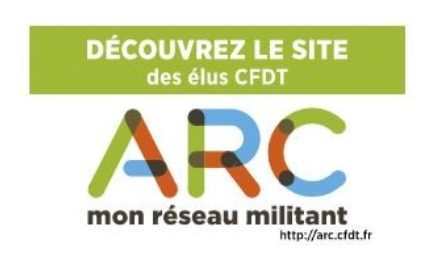 DÉCOUVREZ LE SITE
des élus CFDT
ARC
mon réseau militant
http://arc.cfdt.fr